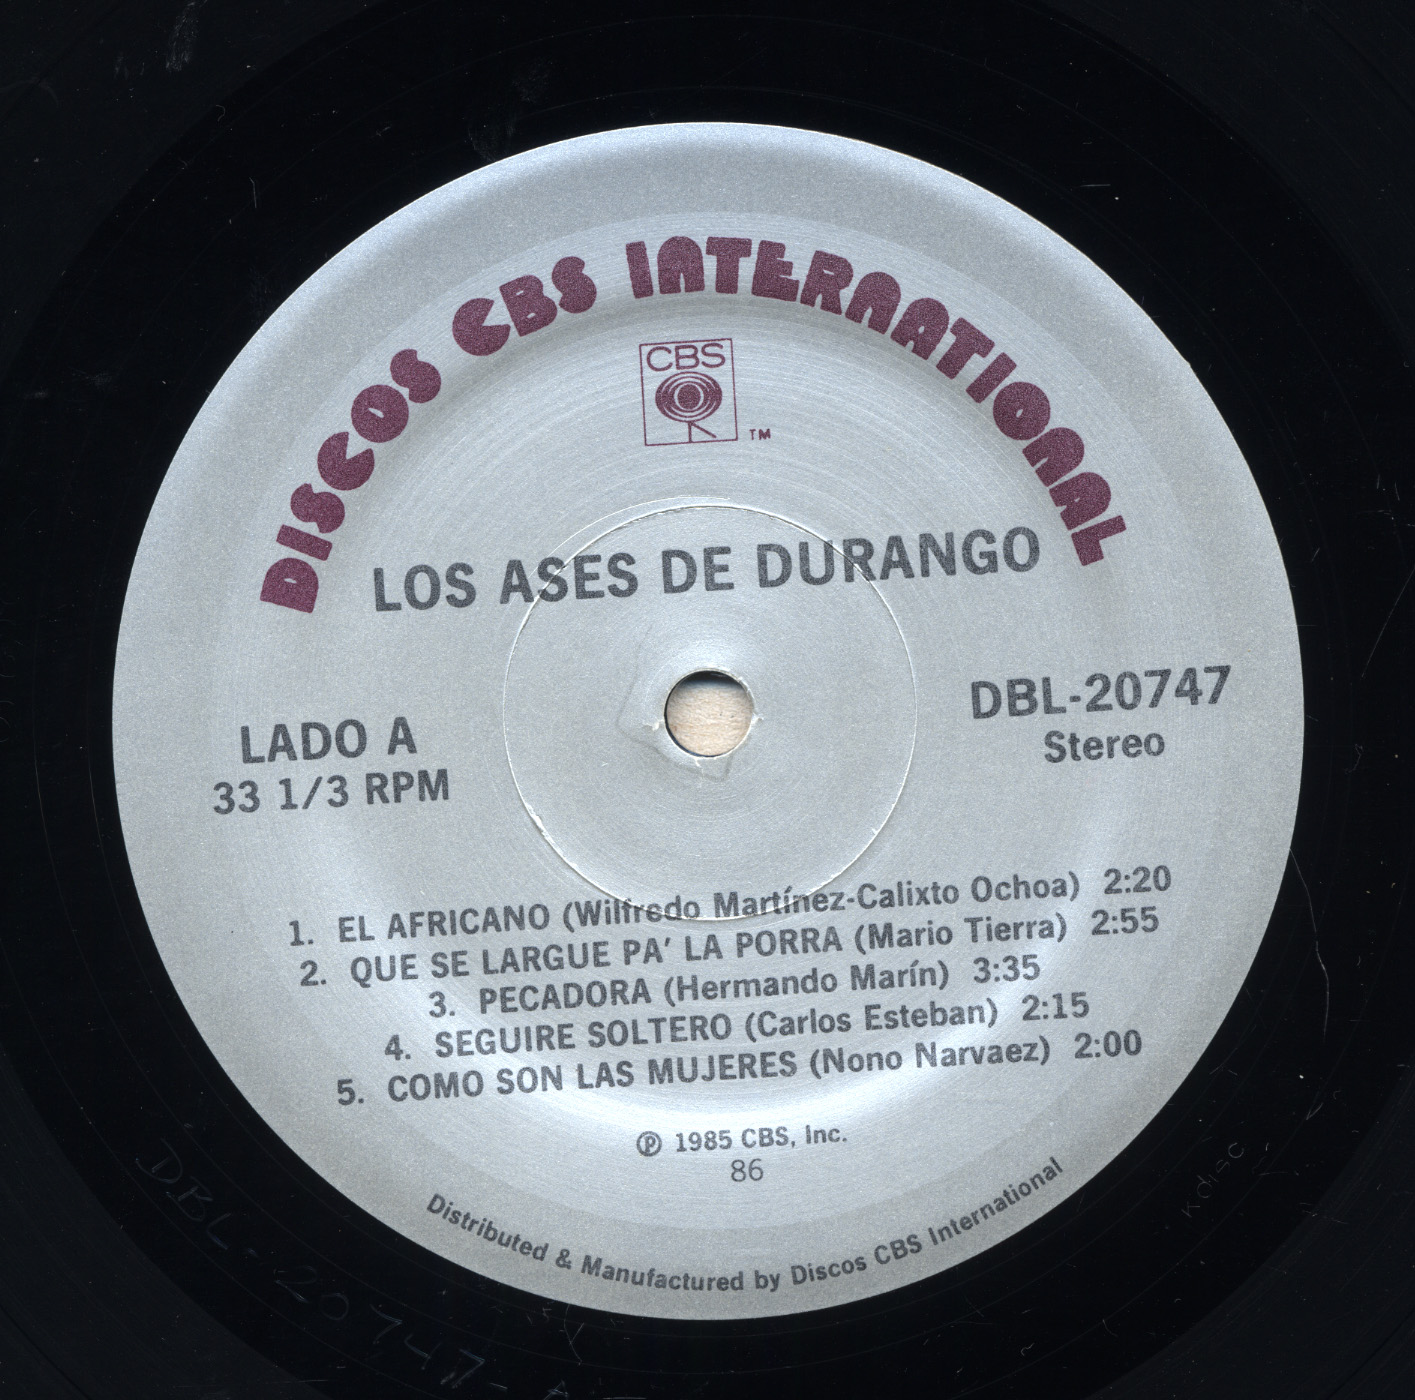 DISCOS CBS INTERNATIONAL
CBS
TM
LOS ASES DE DURANGO
LADO A
33 1/3 RPM
DBL-20747
Stereo
1. EL AFRICANO (Wilfredo Martínez-Calixto Ochoa) 2:20
2. QUE SE LARGUE PA' LA PORRA (Mario Tierra) 2:55
3. PECADORA (Hermando Marín) 3:35
4. SEGUIRE SOLTERO (Carlos Esteban) 2:15
5. COMO SON LAS MUJERES (Nono Narvaez) 2:00
℗ 1985 CBS, Inc.
86
Distributed & Manufactured by Discos CBS International
DBL-20747-A
Kdisc